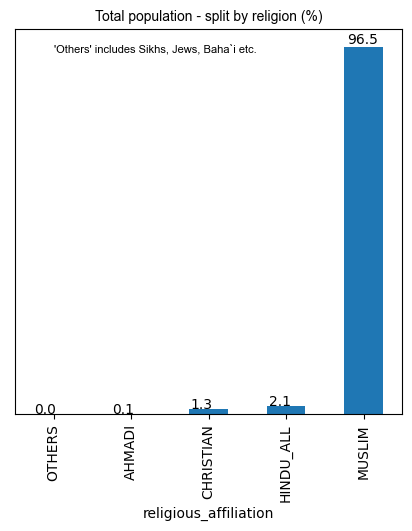 Total population - split by religion (%)
'Others' includes Sikhs, Jews, Baha`i etc.
96.5
2.1
1.3
0.1
0.0
OTHERS
AHMADI
CHRISTIAN
HINDU_ALL
MUSLIM
religious_affiliation